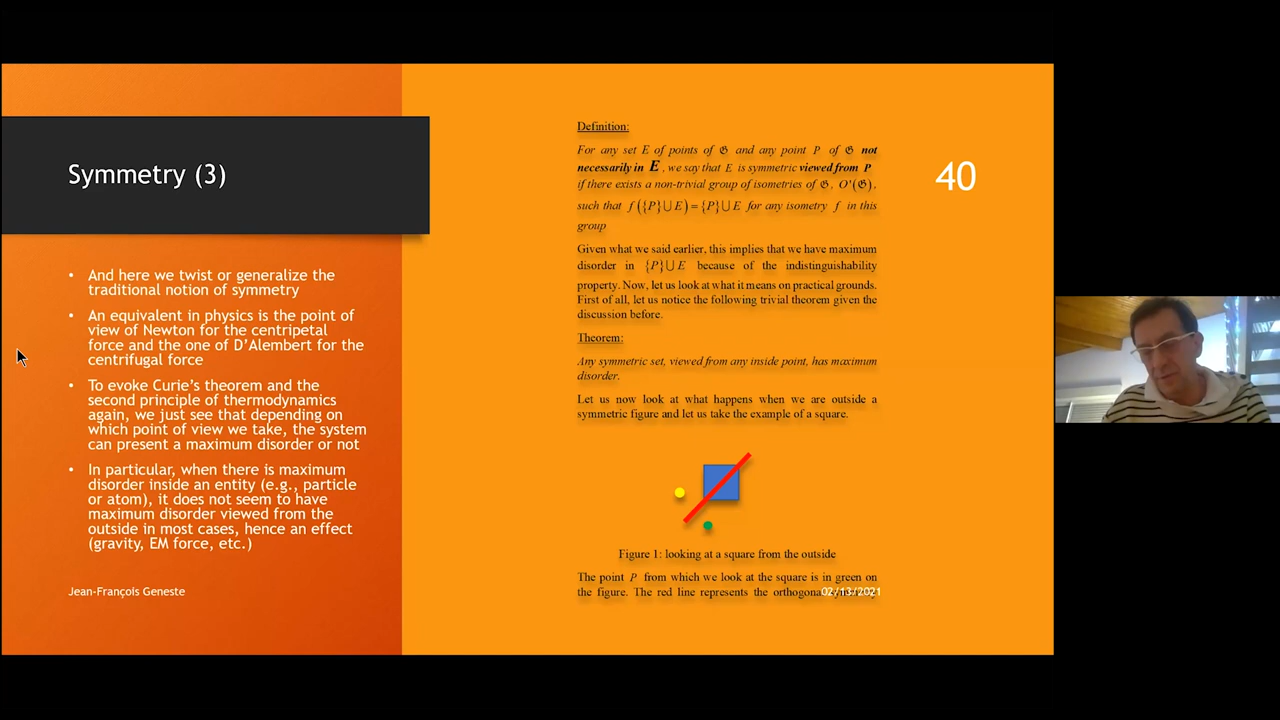 Symmetry (3)
• And here we twist or generalize the
traditional notion of symmetry
• An equivalent in physics is the point of
view of Newton for the centripetal
force and the one of D’Alembert for the
centrifugal force
• To evoke Curie’s theorem and the
second principle of thermodynamics
again, we just see that depending on
which point of view we take, the system
can present a maximum disorder or not
• In particular, when there is maximum
disorder inside an entity (e.g., particle
or atom), it does not seem to have
maximum disorder viewed from the
outside in most cases, hence an effect
(gravity, EM force, etc.)
Jean-François Geneste
Definition:
For any set E of points of 𝔊 and any point P of 𝔊 not
necessarily in E, we say that E is symmetric viewed from P
if there exists a non-trivial group of isometries of 𝔊, O'(𝔊),
such that f({P}∪E)={P}∪E for any isometry f in this
group
Given what we said earlier, this implies that we have maximum
disorder in {P}∪E because of the indistinguishability
property. Now, let us look at what it means on practical grounds.
First of all, let us notice the following trivial theorem given the
discussion before.
Theorem:
Any symmetric set, viewed from any inside point, has maximum
disorder.
Let us now look at what happens when we are outside a
symmetric figure and let us take the example of a square.
Figure 1: looking at a square from the outside
The point P from which we look at the square is in green on
the figure. The red line represents the
02/13/2021
40